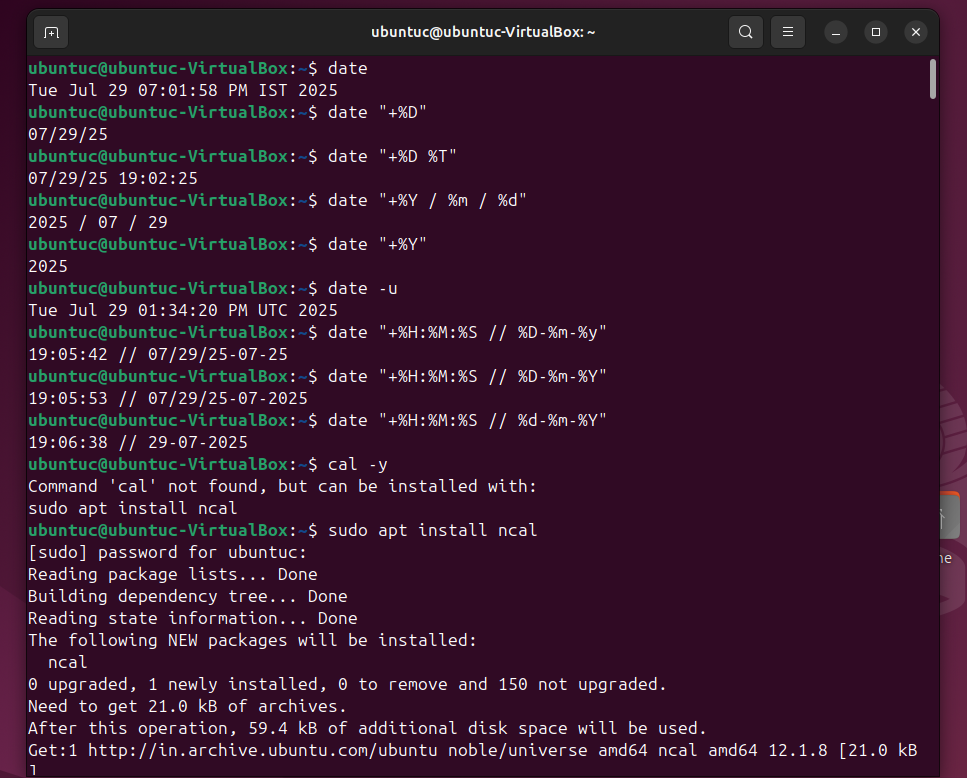 ubuntuc@ubuntuc-VirtualBox: ~
ubuntuc@ubuntuc-VirtualBox:~$ date
Tue Jul 29 07:01:58 PM IST 2025
ubuntuc@ubuntuc-VirtualBox:~$ date "+%D"
07/29/25
ubuntuc@ubuntuc-VirtualBox:~$ date "+%D %T"
07/29/25 19:02:25
ubuntuc@ubuntuc-VirtualBox:~$ date "+%Y / %m / %d"
2025 / 07 / 29
ubuntuc@ubuntuc-VirtualBox:~$ date "+%Y"
2025
ubuntuc@ubuntuc-VirtualBox:~$ date -u
Tue Jul 29 01:34:20 PM UTC 2025
ubuntuc@ubuntuc-VirtualBox:~$ date "+%H:%M:%S // %D-%m-%y"
19:05:42 // 07/29/25-07-25
ubuntuc@ubuntuc-VirtualBox:~$ date "+%H:%M:%S // %D-%m-%Y"
19:05:53 // 07/29/25-07-2025
ubuntuc@ubuntuc-VirtualBox:~$ date "+%H:%M:%S // %d-%m-%Y"
19:06:38 // 29-07-2025
ubuntuc@ubuntuc-VirtualBox:~$ cal -y
Command 'cal' not found, but can be installed with:
sudo apt install ncal
ubuntuc@ubuntuc-VirtualBox:~$ sudo apt install ncal
[sudo] password for ubuntuc:
Reading package lists... Done
Building dependency tree... Done
Reading state information... Done
The following NEW packages will be installed:
  ncal
0 upgraded, 1 newly installed, 0 to remove and 150 not upgraded.
Need to get 21.0 kB of archives.
After this operation, 59.4 kB of additional disk space will be used.
Get:1 http://in.archive.ubuntu.com/ubuntu noble/universe amd64 ncal amd64 12.1.8 [21.0 kB
]